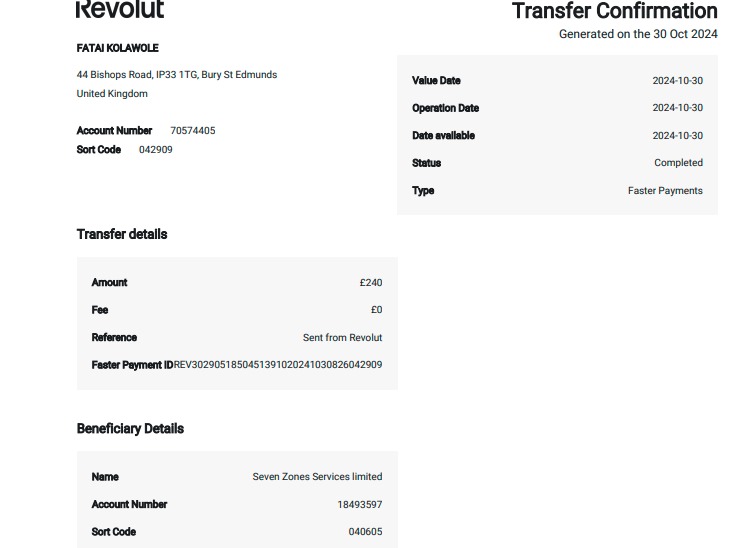 Revolut
Transfer Confirmation
Generated on the 30 Oct 2024
FATAI KOLAWOLE
44 Bishops Road, IP33 1TG, Bury St Edmunds
United Kingdom
Account Number 70574405
Sort Code 042909
Value Date 2024-10-30
Operation Date 2024-10-30
Date available 2024-10-30
Status Completed
Type Faster Payments
Transfer details
Amount £240
Fee £0
Reference Sent from Revolut
Faster Payment IDREV302905185045139102024103082604​2909
Beneficiary Details
Name Seven Zones Services limited
Account Number 18493597
Sort Code 040605